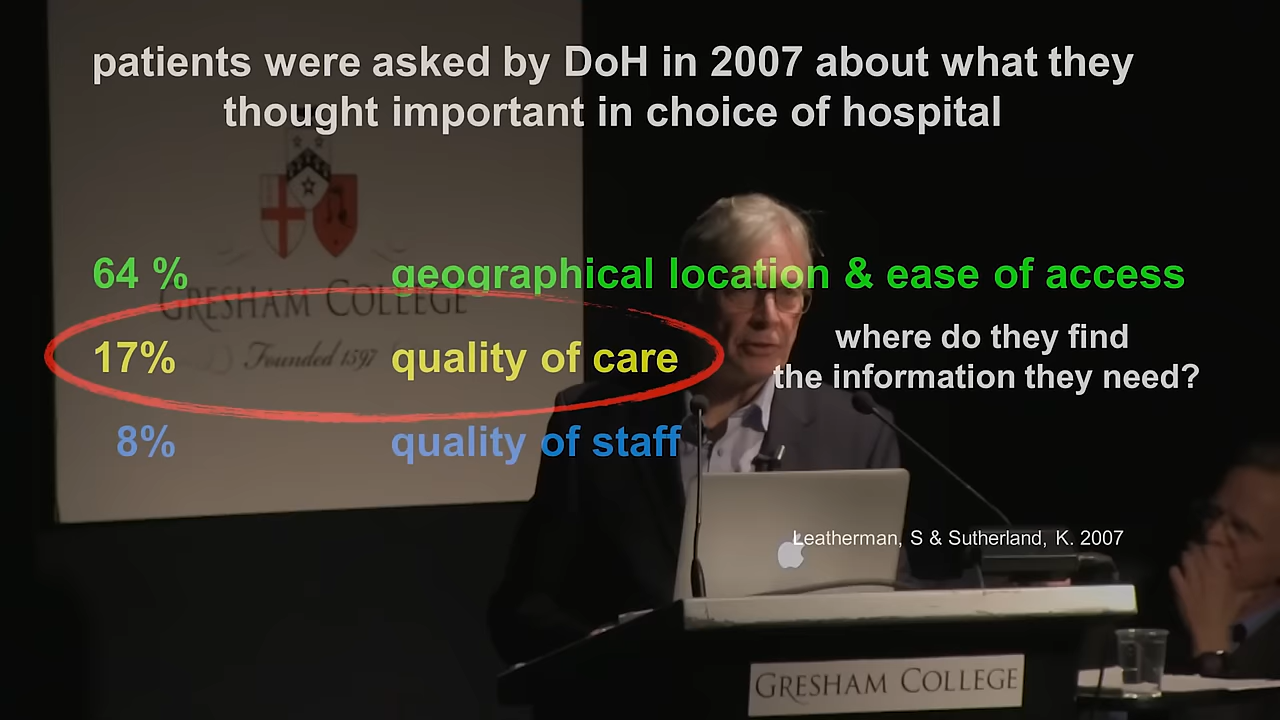 patients were asked by DoH in 2007 about what they
thought important in choice of hospital
64 % geographical location & ease of access
GRESHAM COLLEGE
Founded 1597
17% quality of care
where do they find
the information they need?
8% quality of staff
Leatherman, S & Sutherland, K. 2007
GRESHAM COLLEGE